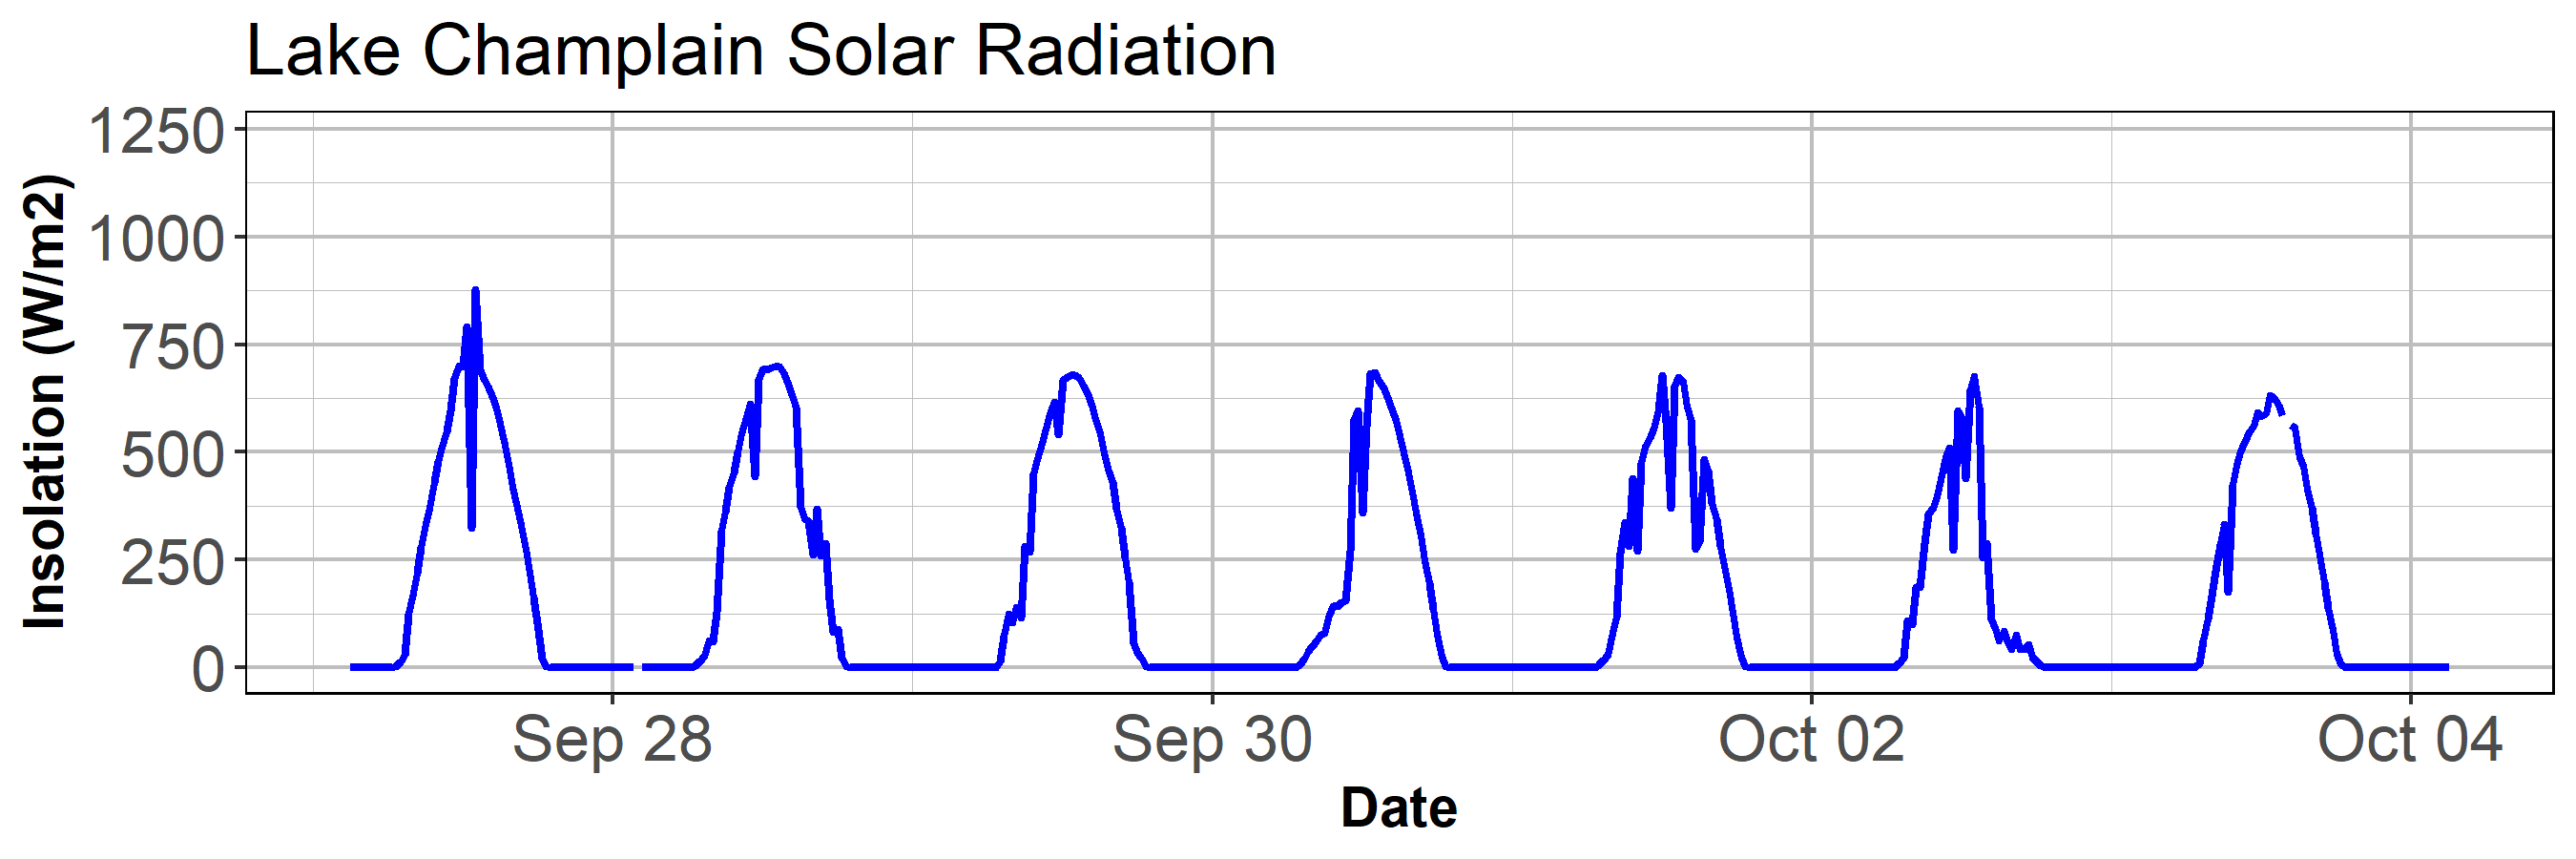 Lake Champlain Solar Radiation
Insolation (W/m2)
1250
1000
750
500
250
0
Sep 28 Sep 30 Oct 02 Oct 04
Date